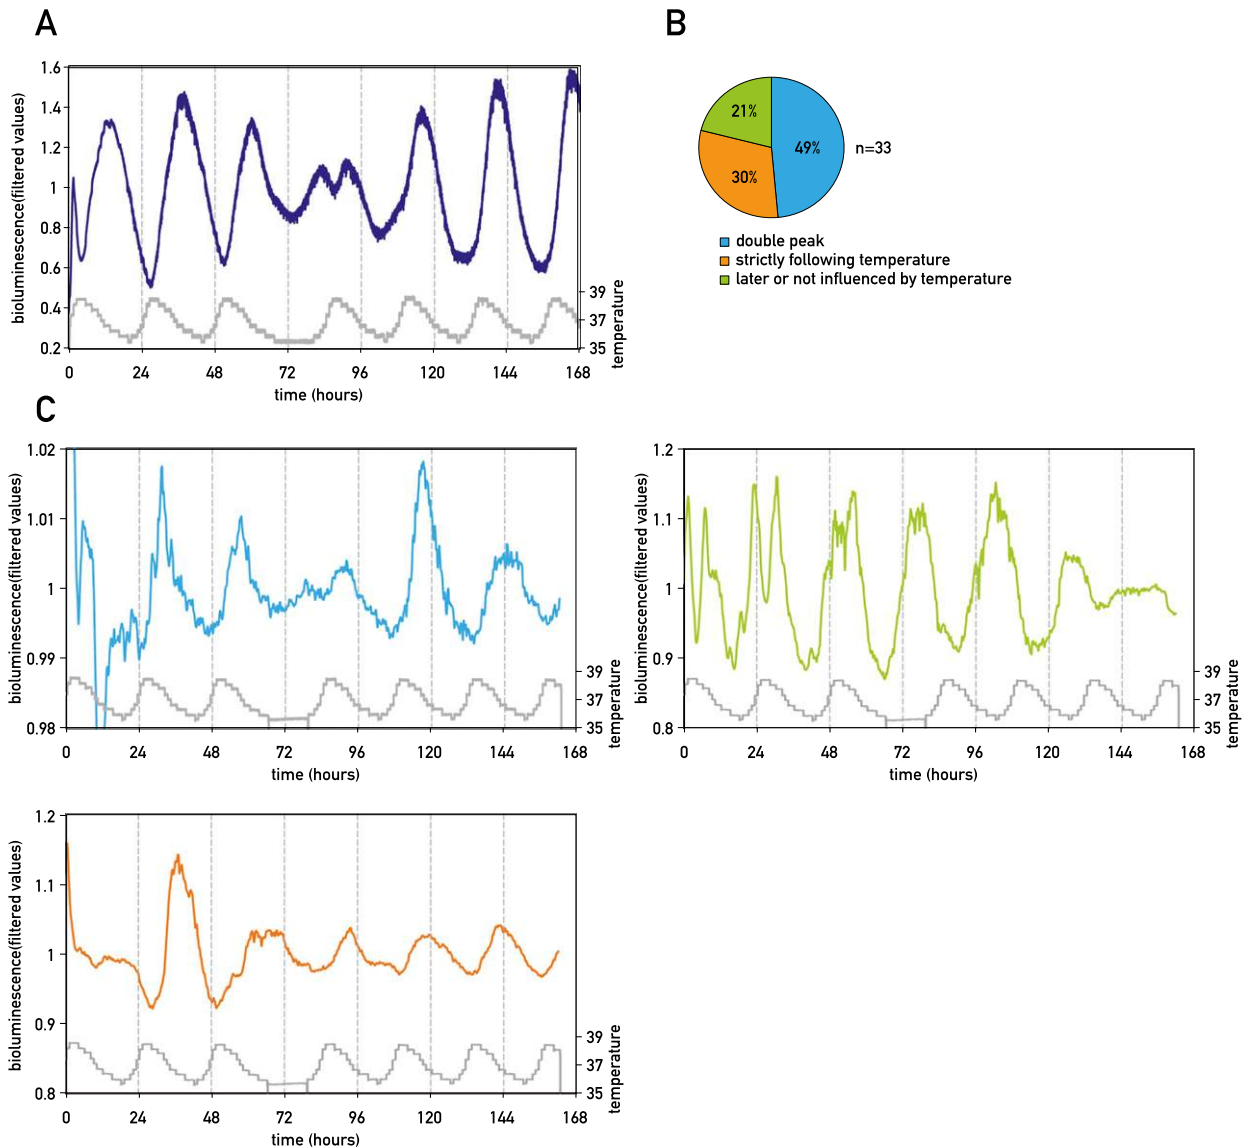 A
bioluminescence(filtered values)
1.6
1.4
1.2
1
0.8
0.6
0.4
0.2
39
37
35
temperature
0 24 48 72 96 120 144 168
time (hours)
B
21%
49%
30%
n=33
double peak
strictly following temperature
later or not influenced by temperature
C
bioluminescence(filtered values)
1.02
1.01
1
0.99
0.98
39
37
35
temperature
0 24 48 72 96 120 144 168
time (hours)
bioluminescence(filtered values)
1.2
1.1
1
0.9
0.8
39
37
35
temperature
0 24 48 72 96 120 144 168
time (hours)
bioluminescence(filtered values)
1.2
1.1
1
0.9
0.8
39
37
35
temperature
0 24 48 72 96 120 144 168
time (hours)